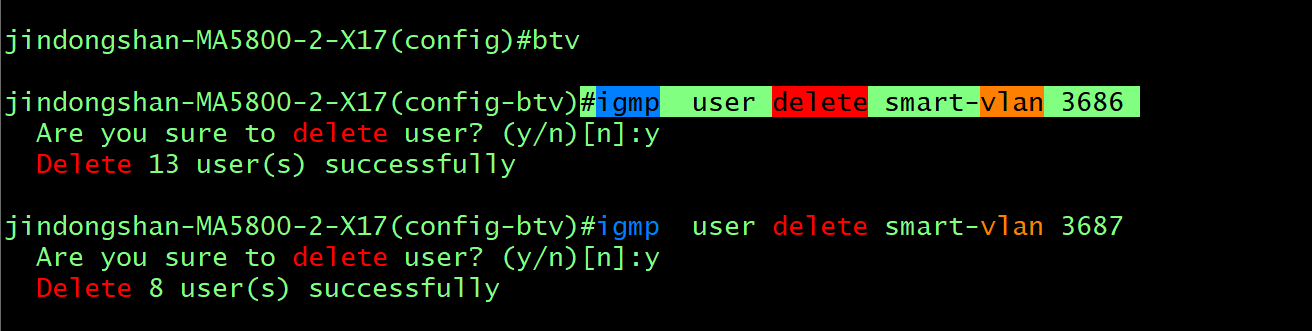 jindongshan-MA5800-2-X17(config)#btv
jindongshan-MA5800-2-X17(config-btv)#igmp  user delete smart-vlan 3686
  Are you sure to delete user? (y/n)[n]:y
  Delete 13 user(s) successfully
jindongshan-MA5800-2-X17(config-btv)#igmp  user delete smart-vlan 3687
  Are you sure to delete user? (y/n)[n]:y
  Delete 8 user(s) successfully